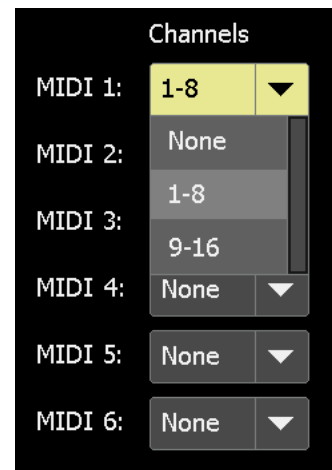 Channels
MIDI 1: 1-8
MIDI 2: None
1-8
MIDI 3: 9-16
MIDI 4: None
MIDI 5: None
MIDI 6: None